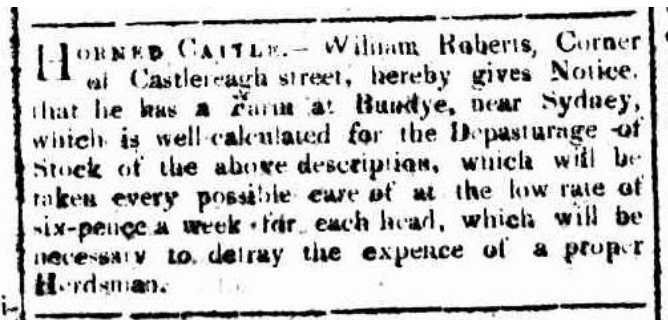 HORNED CATTLE.— William Roberts, Corner
of Castlereagh street, hereby gives Notice,
that he has a Farm at Bundye, near Sydney,
which is well calculated for the Depasturage of
Stock of the above description, which will be
taken every possible care of at the low rate of
six-pence a week for each head, which will be
necessary to defray the expence of a proper
Herdsman.
i-